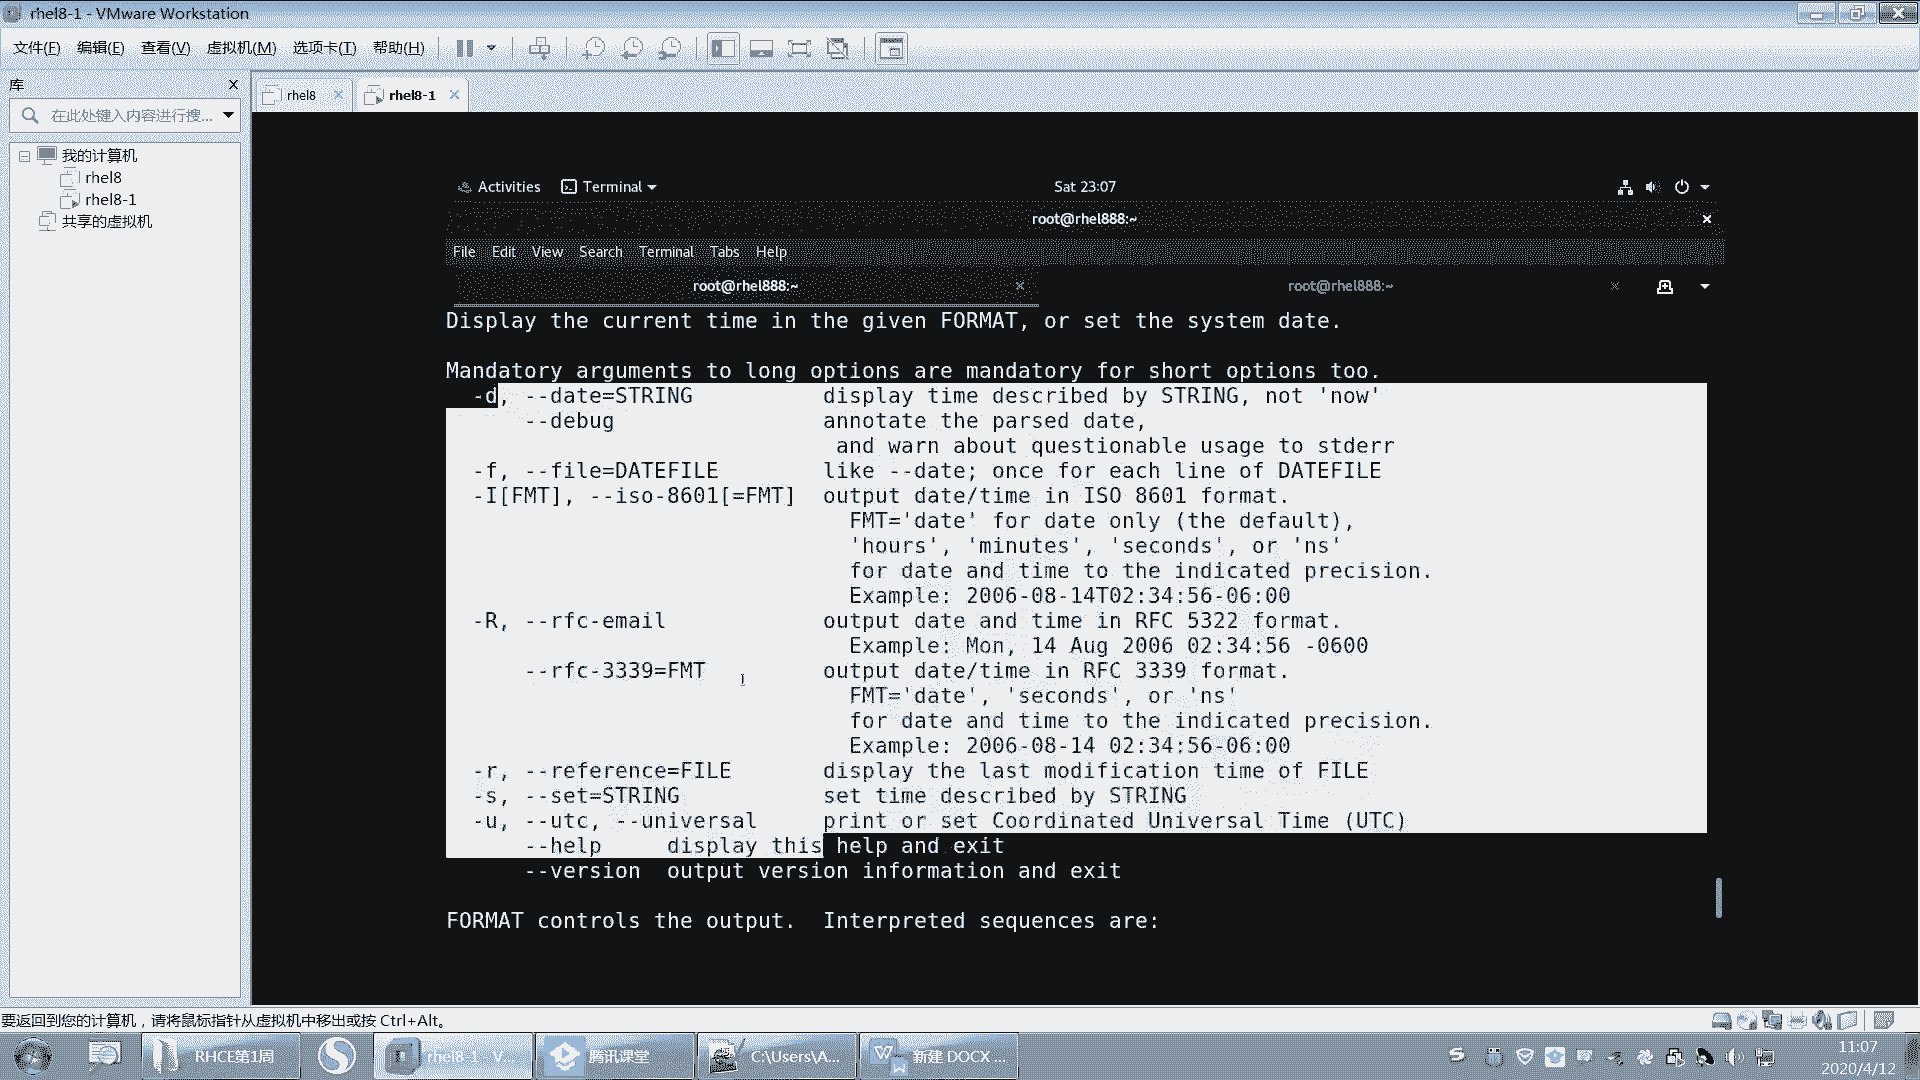 rhel8-1 - VMware Workstation
文件(F) 编辑(E) 查看(V) 虚拟机(M) 选项卡(T) 帮助(H)
库
在此处键入内容进行搜...
我的计算机
rhel8
rhel8-1
共享的虚拟机
rhel8 rhel8-1
Activities Terminal Sat 23:07
root@rhel888:~
File Edit View Search Terminal Tabs Help
root@rhel888:~ root@rhel888:~
Display the current time in the given FORMAT, or set the system date.
Mandatory arguments to long options are mandatory for short options too.
-d, --date=STRING display time described by STRING, not 'now'
--debug annotate the parsed date,
and warn about questionable usage to stderr
-f, --file=DATEFILE like --date; once for each line of DATEFILE
-I[FMT], --iso-8601[=FMT] output date/time in ISO 8601 format.
FMT='date' for date only (the default),
'hours', 'minutes', 'seconds', or 'ns'
for date and time to the indicated precision.
Example: 2006-08-14T02:34:56-06:00
-R, --rfc-email output date and time in RFC 5322 format.
Example: Mon, 14 Aug 2006 02:34:56 -0600
--rfc-3339=FMT output date/time in RFC 3339 format.
FMT='date', 'seconds', or 'ns'
for date and time to the indicated precision.
Example: 2006-08-14 02:34:56-06:00
-r, --reference=FILE display the last modification time of FILE
-s, --set=STRING set time described by STRING
-u, --utc, --universal print or set Coordinated Universal Time (UTC)
--help display this help and exit
--version output version information and exit
FORMAT controls the output. Interpreted sequences are:
要返回到您的计算机，请将鼠标指针从虚拟机中移出或按 Ctrl+Alt。
RHCE第1周 rhel8-1 - V... 腾讯课堂 C:\Users\A... 新建 DOCX ...
11:07
2020/4/12